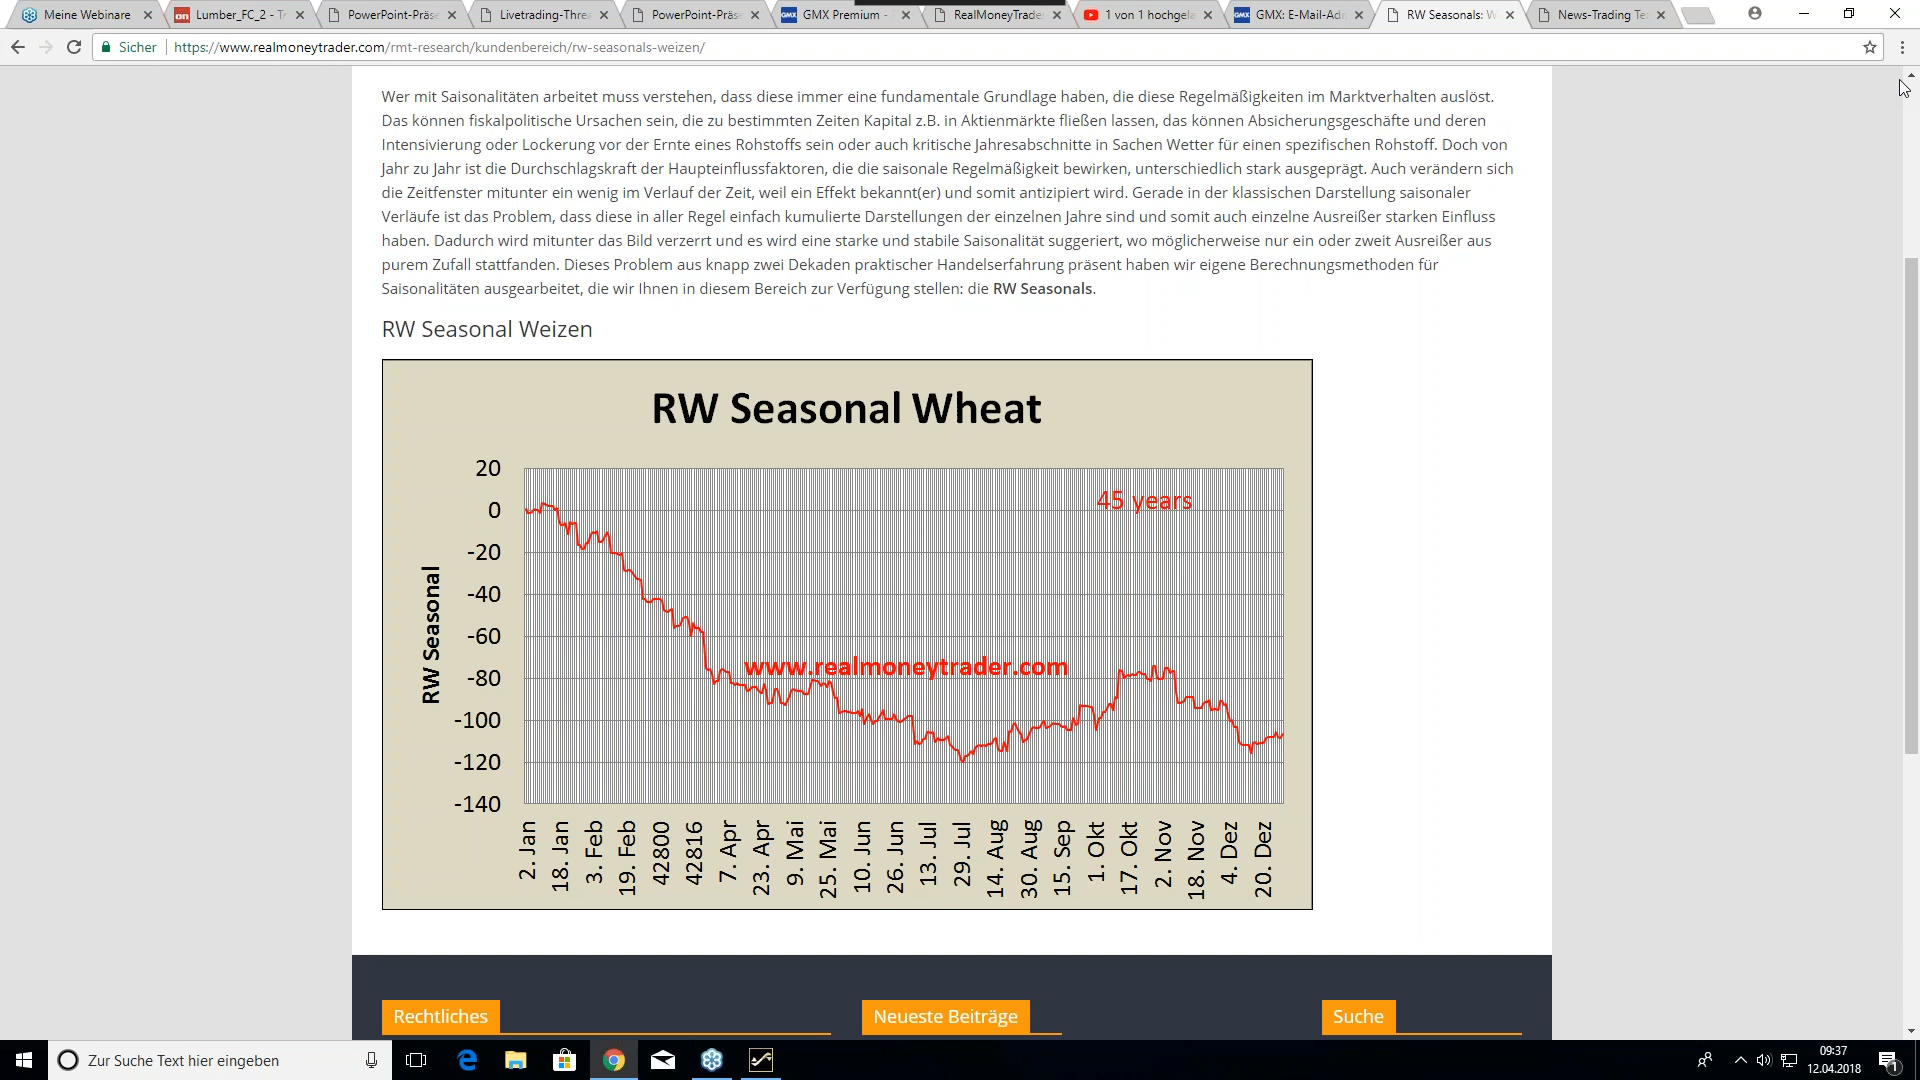 Meine Webinare
Lumber_FC_2 - T
PowerPoint-Präse
Livetrading-Threa
PowerPoint-Präse
GMX Premium -
RealMoneyTrade
1 von 1 hochgela
GMX: E-Mail-Adr
RW Seasonals: W
News-Trading Te
Sicher
https://www.realmoneytrader.com/rmt-research/kundenbereich/rw-seasonals-weizen/
Wer mit Saisonalitäten arbeitet muss verstehen, dass diese immer eine fundamentale Grundlage haben, die diese Regelmäßigkeiten im Marktverhalten auslöst.
Das können fiskalpolitische Ursachen sein, die zu bestimmten Zeiten Kapital z.B. in Aktienmärkte fließen lassen, das können Absicherungsgeschäfte und deren
Intensivierung oder Lockerung vor der Ernte eines Rohstoffs sein oder auch kritische Jahresabschnitte in Sachen Wetter für einen spezifischen Rohstoff. Doch von
Jahr zu Jahr ist die Durchschlagskraft der Haupteinflussfaktoren, die die saisonale Regelmäßigkeit bewirken, unterschiedlich stark ausgeprägt. Auch verändern sich
die Zeitfenster mitunter ein wenig im Verlauf der Zeit, weil ein Effekt bekannt(er) und somit antizipiert wird. Gerade in der klassischen Darstellung saisonaler
Verläufe ist das Problem, dass diese in aller Regel einfach kumulierte Darstellungen der einzelnen Jahre sind und somit auch einzelne Ausreißer starken Einfluss
haben. Dadurch wird mitunter das Bild verzerrt und es wird eine starke und stabile Saisonalität suggeriert, wo möglicherweise nur ein oder zweit Ausreißer aus
purem Zufall stattfanden. Dieses Problem aus knapp zwei Dekaden praktischer Handelserfahrung präsent haben wir eigene Berechnungsmethoden für
Saisonalitäten ausgearbeitet, die wir Ihnen in diesem Bereich zur Verfügung stellen: die RW Seasonals.
RW Seasonal Weizen
RW Seasonal Wheat
20
0
-20
-40
-60
-80
-100
-120
-140
RW Seasonal
45 years
www.realmoneytrader.com
2. Jan
18. Jan
3. Feb
19. Feb
42800
42816
7. Apr
23. Apr
9. Mai
25. Mai
10. Jun
26. Jun
13. Jul
29. Jul
14. Aug
30. Aug
15. Sep
1. Okt
17. Okt
2. Nov
18. Nov
4. Dez
20. Dez
Rechtliches
Neueste Beiträge
Suche
Zur Suche Text hier eingeben
09:37
12.04.2018
1